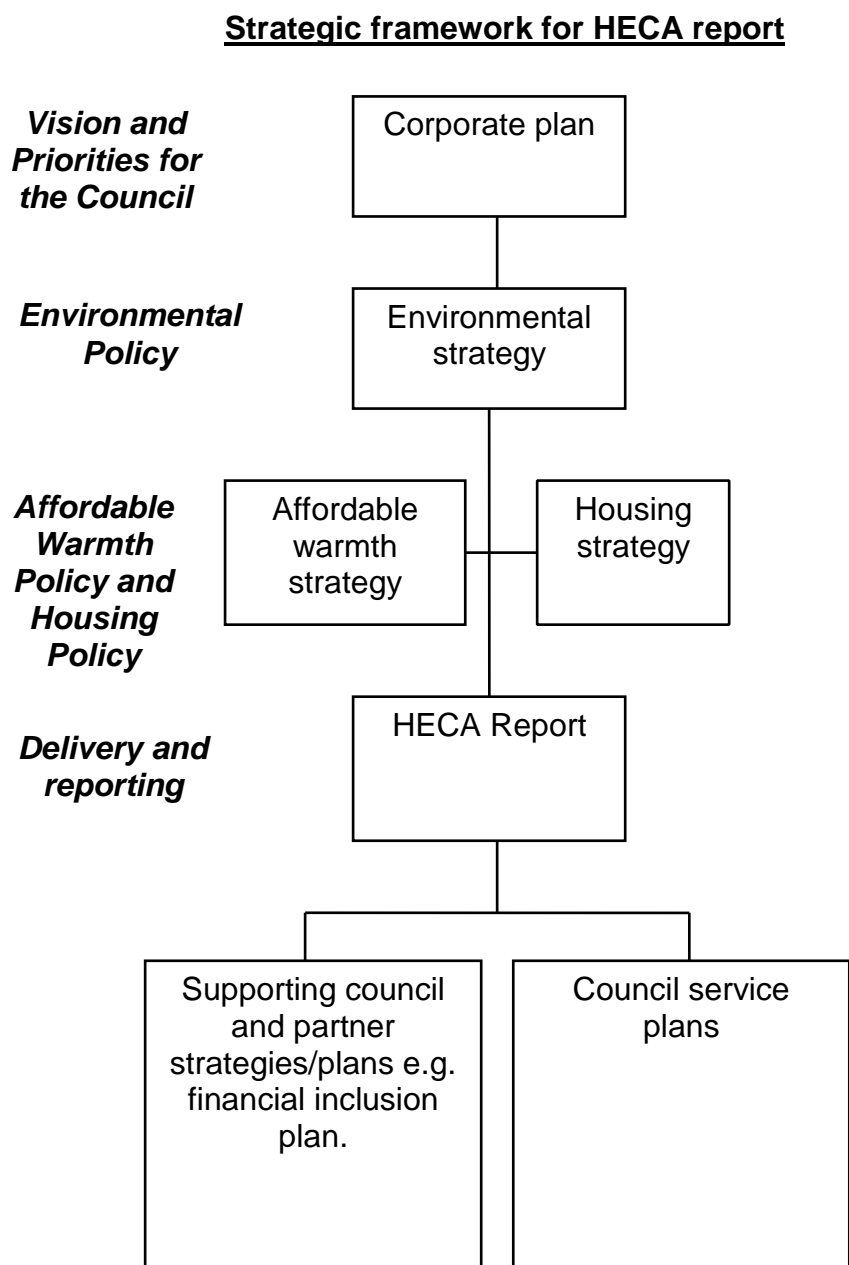 Strategic framework for HECA report
Vision and
Priorities for
the Council
Corporate plan
Environmental
Policy
Environmental
strategy
Affordable
Warmth
Policy and
Housing
Policy
Affordable
warmth
strategy
Housing
strategy
Delivery and
reporting
HECA Report
Supporting council
and partner
strategies/plans e.g.
financial inclusion
plan.
Council service
plans